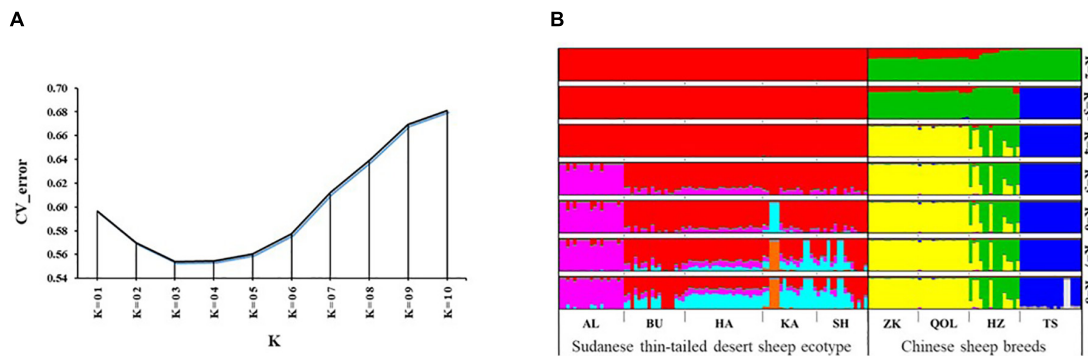 A
B
0.70
0.68
0.66
0.64
0.62
0.60
0.58
0.56
0.54
CV_error
K=01
K=02
K=03
K=04
K=05
K=06
K=07
K=08
K=09
K=10
K
AL BU HA KA SH ZK QOL HZ TS
Sudanese thin-tailed desert sheep ecotype Chinese sheep breeds